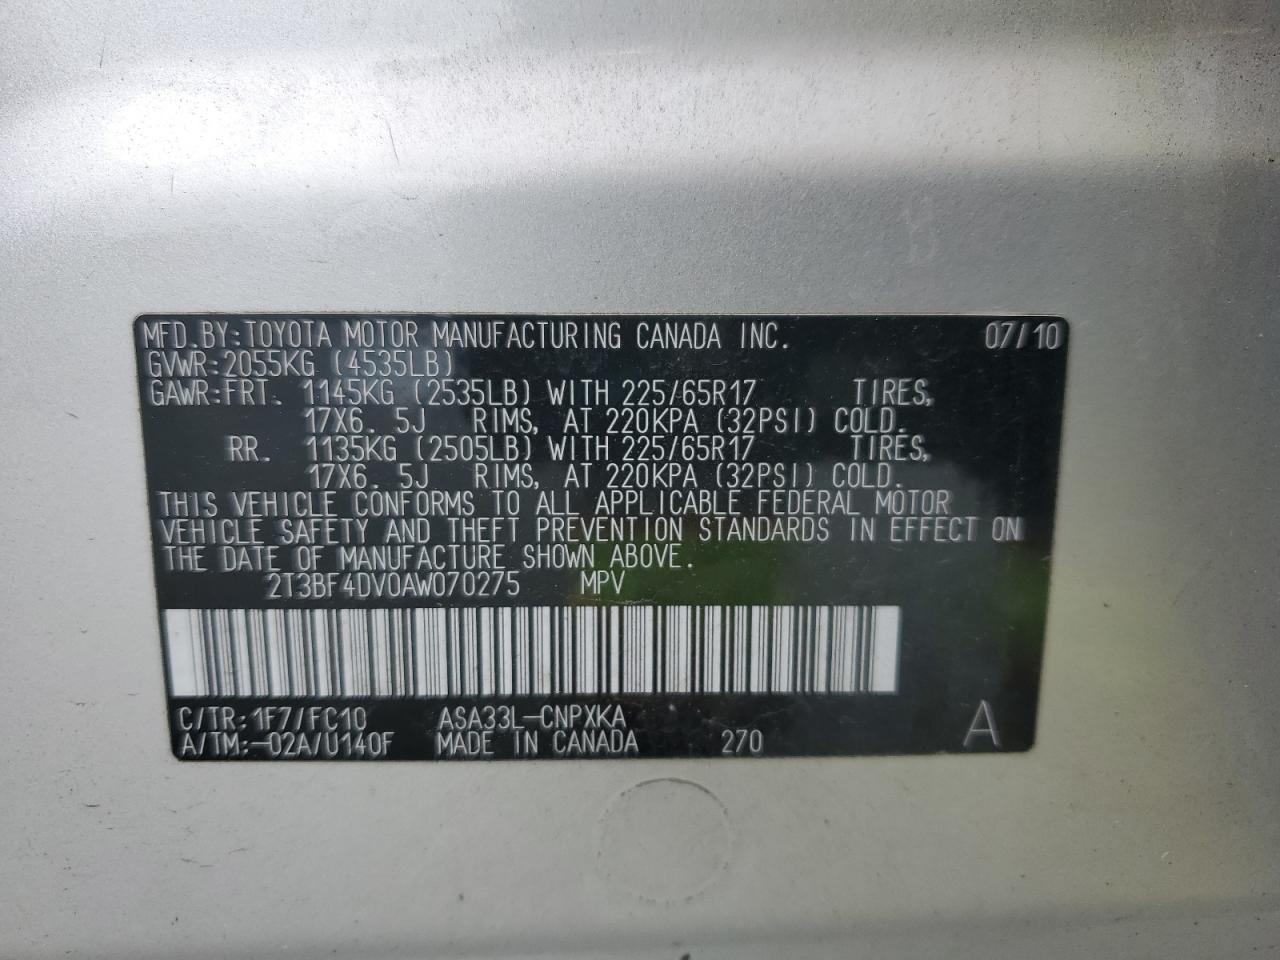 MFD.BY:TOYOTA MOTOR MANUFACTURING CANADA INC. 07/10
GVWR:2055KG (4535LB)
GAWR:FRT. 1145KG (2535LB) WITH 225/65R17 TIRES,
17X6. 5J RIMS, AT 220KPA (32PSI) COLD.
RR. 1135KG (2505LB) WITH 225/65R17 TIRES,
17X6. 5J RIMS, AT 220KPA (32PSI) COLD.
THIS VEHICLE CONFORMS TO ALL APPLICABLE FEDERAL MOTOR
VEHICLE SAFETY AND THEFT PREVENTION STANDARDS IN EFFECT ON
THE DATE OF MANUFACTURE SHOWN ABOVE.
2T3BF4DV0AW070275 MPV
C/TR:1F7/FC10 ASA33L-CNPXKA
A/TM:-02A/U140F MADE IN CANADA 270 A